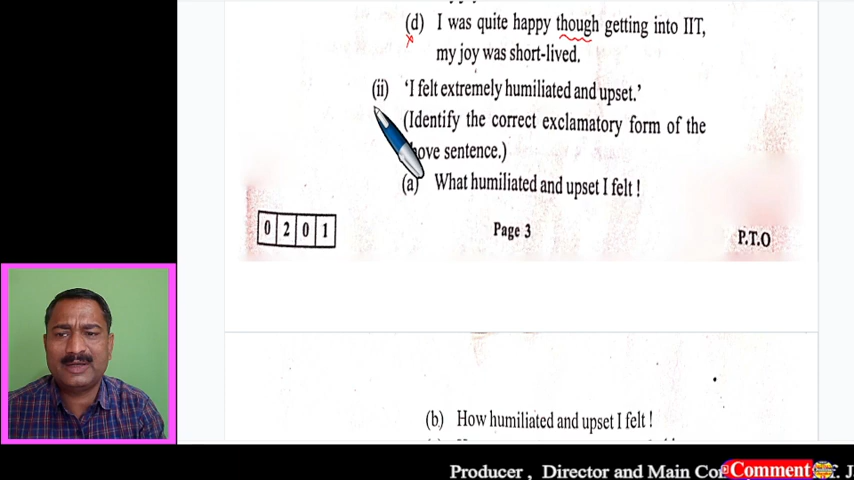 (d) I was quite happy though getting into IIT,
my joy was short-lived.
(ii) 'I felt extremely humiliated and upset.'
(Identify the correct exclamatory form of the
ove sentence.)
(a) What humiliated and upset I felt !
0201
Page 3
P.T.O
(b) How humiliated and upset I felt !
Producer , Director and Main Co
Comment
f. J